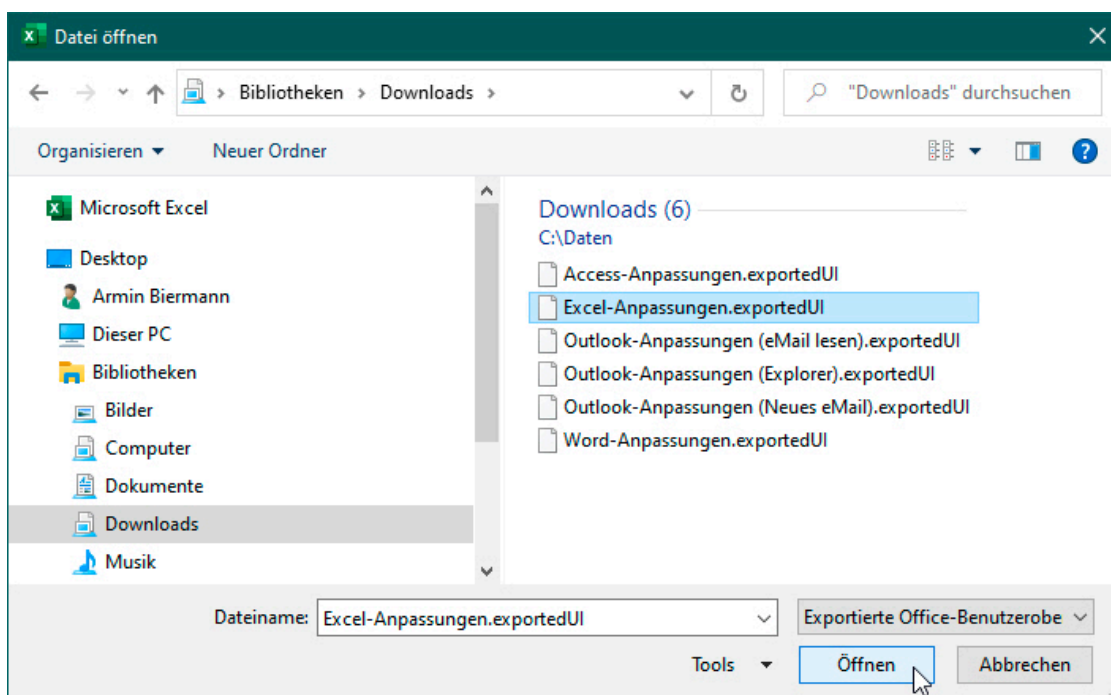 Datei öffnen
Bibliotheken > Downloads >
"Downloads" durchsuchen
Organisieren
Neuer Ordner
Microsoft Excel
Desktop
Armin Biermann
Dieser PC
Bibliotheken
Bilder
Computer
Dokumente
Downloads
Musik
Downloads (6)
C:\Daten
Access-Anpassungen.exportedUI
Excel-Anpassungen.exportedUI
Outlook-Anpassungen (eMail lesen).exportedUI
Outlook-Anpassungen (Explorer).exportedUI
Outlook-Anpassungen (Neues eMail).exportedUI
Word-Anpassungen.exportedUI
Dateiname: Excel-Anpassungen.exportedUI
Exportierte Office-Benutzerobe
Tools
Öffnen
Abbrechen